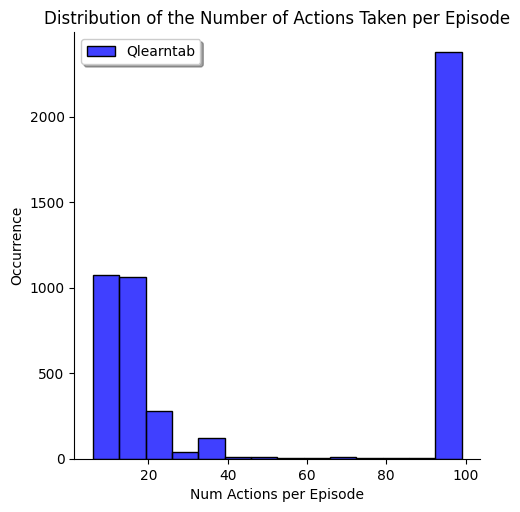 Distribution of the Number of Actions Taken per Episode
Qlearntab
2000
1500
1000
500
0
Occurrence
20
40
60
80
100
Num Actions per Episode